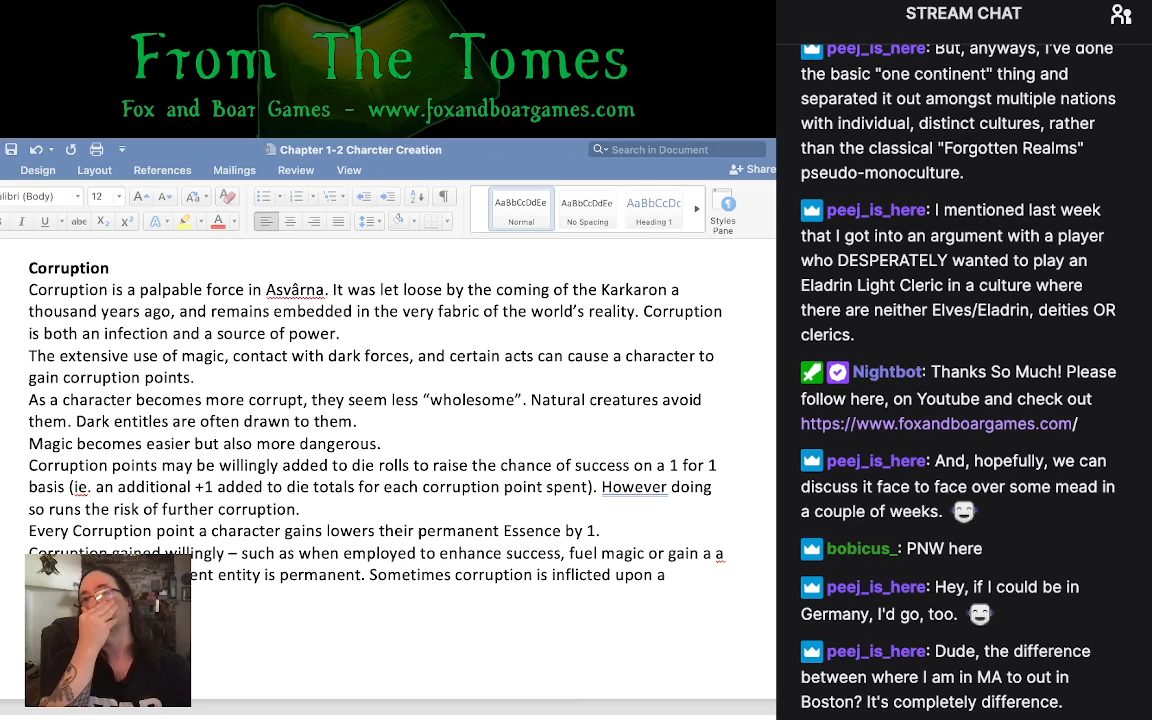 From The Tomes
Fox and Boar Games - www.foxandboargames.com
Chapter 1-2 Charcter Creation
Search in Document
Design Layout References Mailings Review View
Share
alibri (Body) 12
AaBbCcDdEe AaBbCcDdEe AaBbCcDc
Normal No Spacing Heading 1
Styles
Pane
Corruption
Corruption is a palpable force in Asvârna. It was let loose by the coming of the Karkaron a
thousand years ago, and remains embedded in the very fabric of the world’s reality. Corruption
is both an infection and a source of power.
The extensive use of magic, contact with dark forces, and certain acts can cause a character to
gain corruption points.
As a character becomes more corrupt, they seem less “wholesome”. Natural creatures avoid
them. Dark entitles are often drawn to them.
Magic becomes easier but also more dangerous.
Corruption points may be willingly added to die rolls to raise the chance of success on a 1 for 1
basis (ie. an additional +1 added to die totals for each corruption point spent). However doing
so runs the risk of further corruption.
Every Corruption point a character gains lowers their permanent Essence by 1.
Corruption gained willingly – such as when employed to enhance success, fuel magic or gain a a
ent entity is permanent. Sometimes corruption is inflicted upon a
STREAM CHAT
peej_is_here: But, anyways, I've done
the basic "one continent" thing and
separated it out amongst multiple nations
with individual, distinct cultures, rather
than the classical "Forgotten Realms"
pseudo-monoculture.
peej_is_here: I mentioned last week
that I got into an argument with a player
who DESPERATELY wanted to play an
Eladrin Light Cleric in a culture where
there are neither Elves/Eladrin, deities OR
clerics.
Nightbot: Thanks So Much! Please
follow here, on Youtube and check out
https://www.foxandboargames.com/
peej_is_here: And, hopefully, we can
discuss it face to face over some mead in
a couple of weeks.
bobicus_: PNW here
peej_is_here: Hey, if I could be in
Germany, I'd go, too.
peej_is_here: Dude, the difference
between where I am in MA to out in
Boston? It's completely difference.